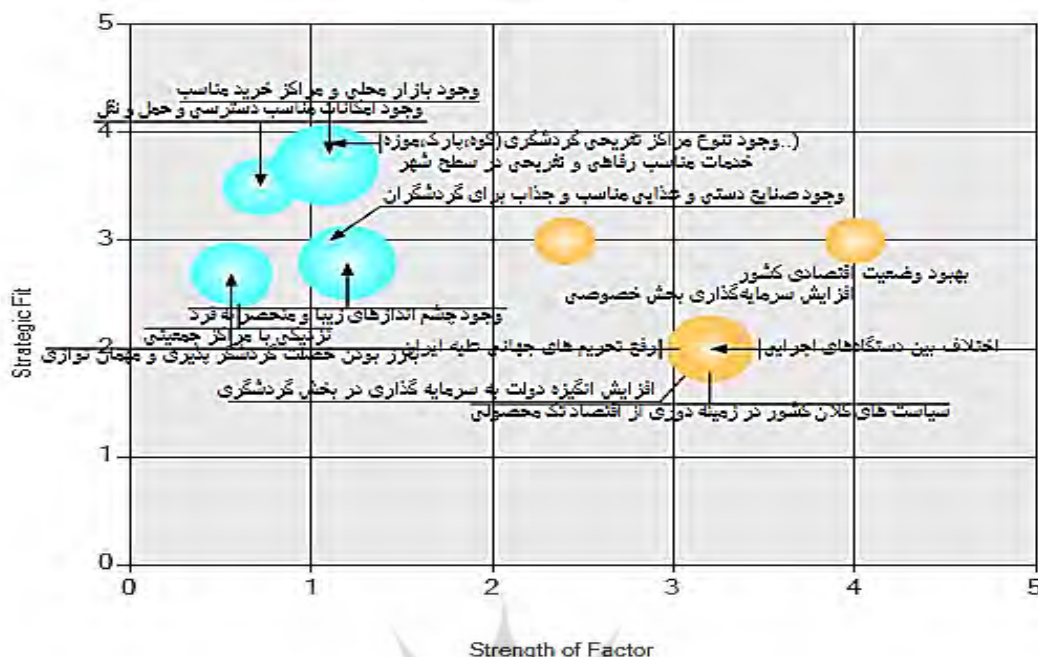 5
وجود بازار محلی و مراکز خرید مناسب
وجود امکانات مناسب دسترسی و حمل و نقل
4
وجود تنوع مراکز تفریحی گردشگری (کوه،پارک،موزه..)
خدمات مناسب رفاهی و تفریحی در سطح شهر
وجود صنایع دستی و غذایی مناسب و جذاب برای گردشگران
3
بهبود وضعیت اقتصادی کشور
افزایش سرمایه‌گذاری بخش خصوصی
وجود چشم اندازهای زیبا و منحصر به فرد
نزدیکی با مراکز جمعیتی
2
بارز بودن خصلت گردشگر پذیری و مهمان نوازی
رفع تحریم های جهانی علیه ایران
اختلاف بین دستگاه‌های اجرایی
افزایش انگیزه دولت به سرمایه گذاری در بخش گردشگری
سیاست های کلان کشور در زمینه دوری از اقتصاد تک محصولی
1
0
0 1 2 3 4 5
Strategic Fit
Strength of Factor